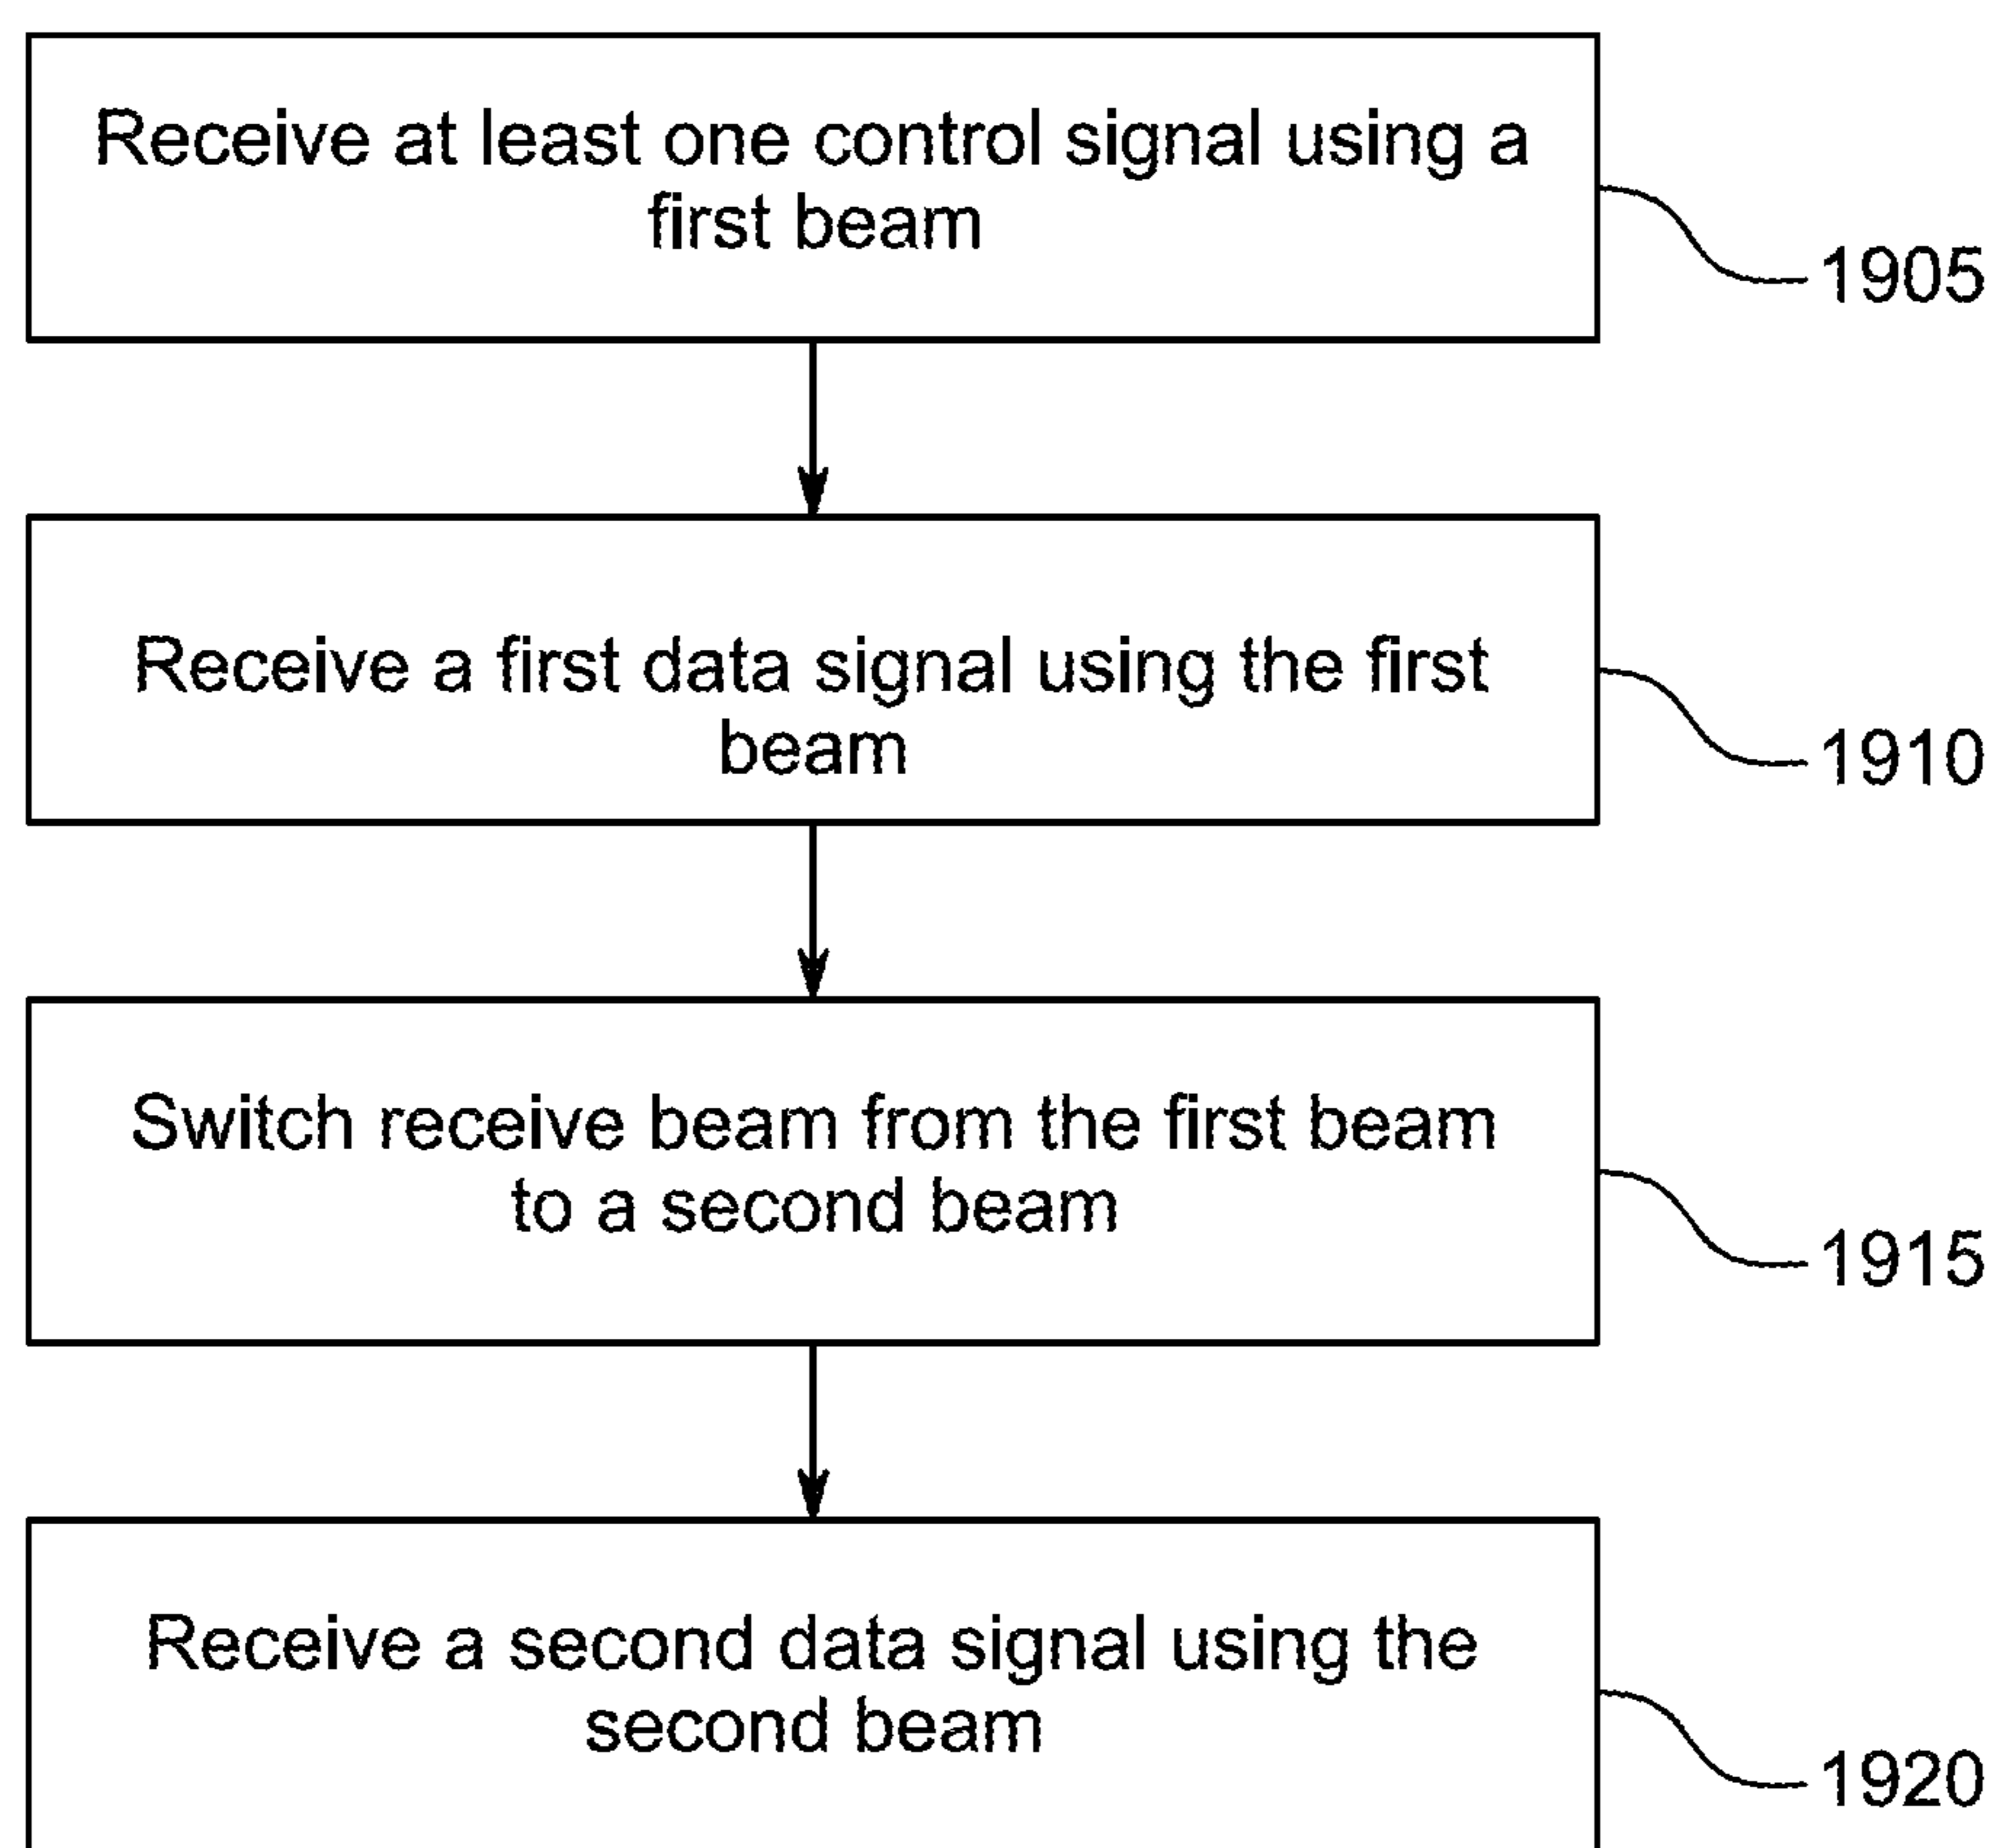 Receive at least one control signal using a
first beam
1905
Receive a first data signal using the first
beam
1910
Switch receive beam from the first beam
to a second beam
1915
Receive a second data signal using the
second beam
1920